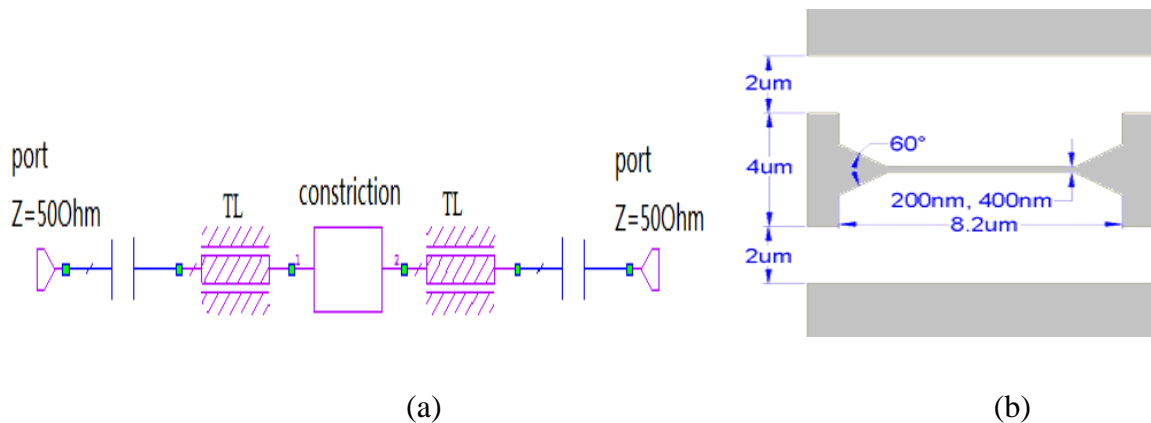 port
Z=50Ohm
TL
constriction
1
2
TL
port
Z=50Ohm
2um
4um
2um
60°
200nm, 400nm
8.2um
(a)
(b)